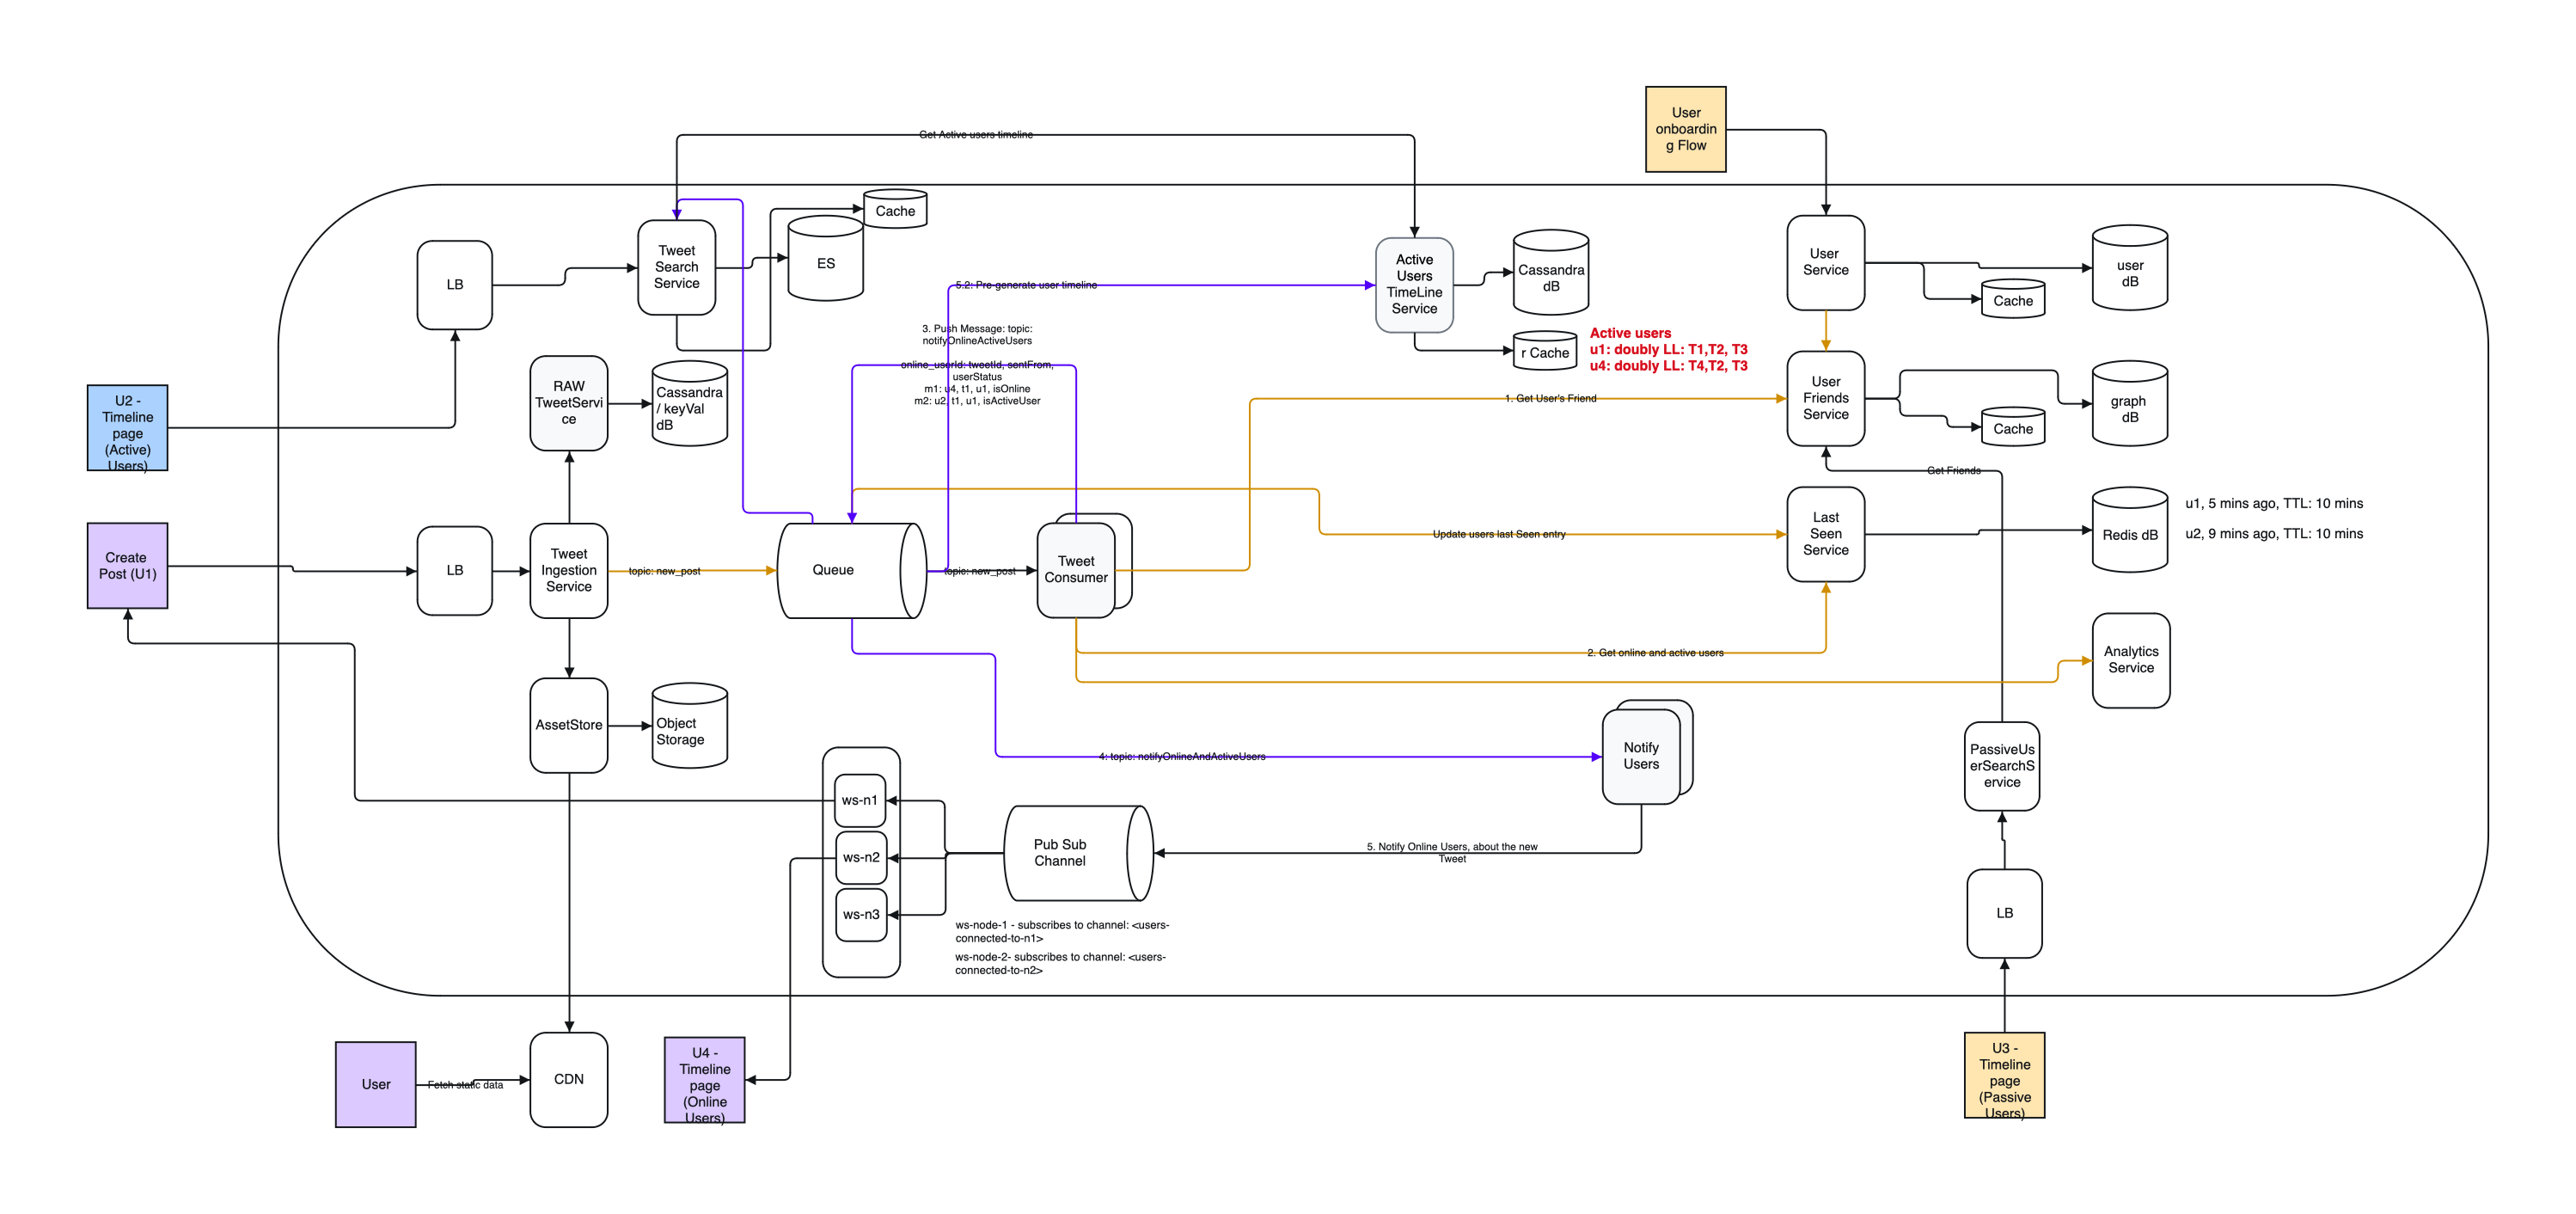 User
onboardin
g Flow
Get Active users timeline
Cache
Tweet
Search
Service
ES
LB
Active
Users
TimeLine
Service
Cassandra
dB
User
Service
user
dB
Cache
5.2: Pre-generate user timeline
3. Push Message: topic:
notifyOnlineActiveUsers
r Cache
Active users
u1: doubly LL: T1,T2, T3
u4: doubly LL: T4,T2, T3
online_userId: tweetId, sentFrom,
userStatus
m1: u4, t1, u1, isOnline
m2: u2, t1, u1, isActiveUser
RAW
TweetServi
ce
Cassandra
/ keyVal
dB
U2 -
Timeline
page
(Active)
Users)
1. Get User's Friend
User
Friends
Service
graph
dB
Cache
Get Friends
Create
Post (U1)
LB
Tweet
Ingestion
Service
topic: new_post
Queue
topic: new_post
Tweet
Consumer
Update users last Seen entry
Last
Seen
Service
Redis dB
u1, 5 mins ago, TTL: 10 mins
u2, 9 mins ago, TTL: 10 mins
2. Get online and active users
Analytics
Service
AssetStore
Object
Storage
4: topic: notifyOnlineAndActiveUsers
Notify
Users
PassiveUs
erSearchS
ervice
ws-n1
ws-n2
ws-n3
Pub Sub
Channel
5. Notify Online Users, about the new
Tweet
ws-node-1 - subscribes to channel: <users-
connected-to-n1>
ws-node-2- subscribes to channel: <users-
connected-to-n2>
LB
User
Fetch static data
CDN
U4 -
Timeline
page
(Online
Users)
U3 -
Timeline
page
(Passive
Users)